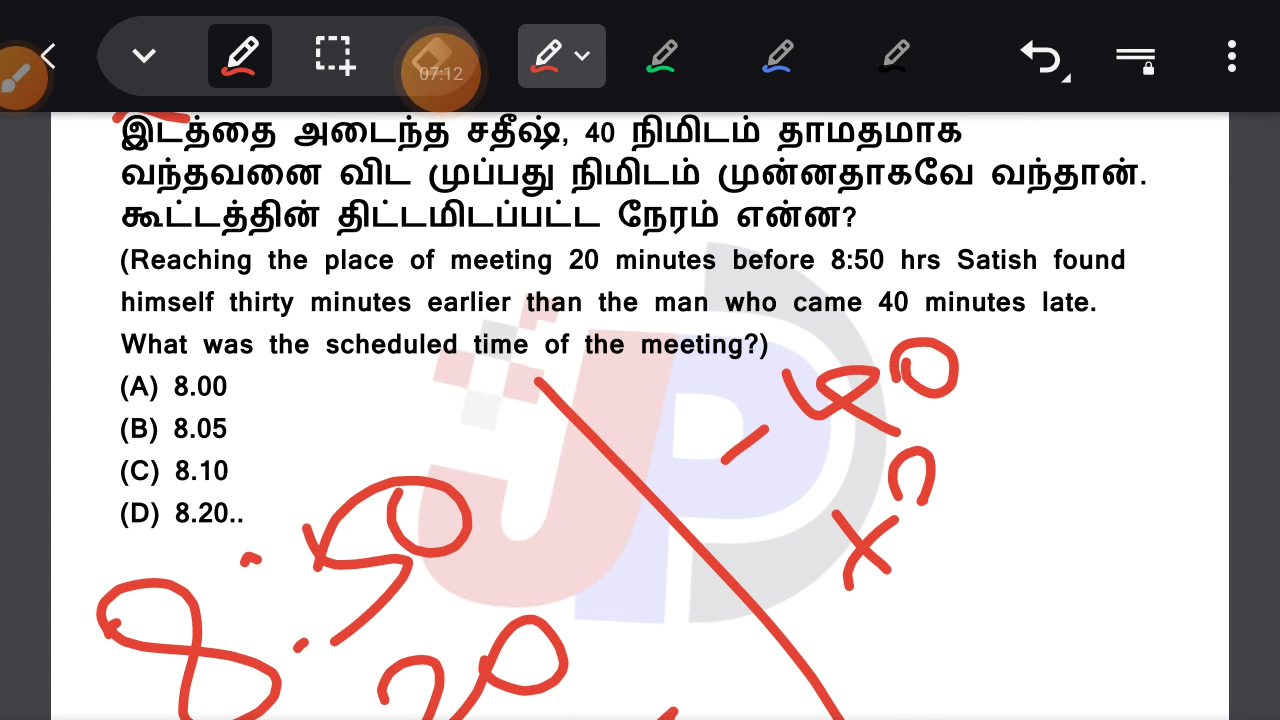 07:12
இடத்தை அடைந்த சதீஷ், 40 நிமிடம் தாமதமாக
வந்தவனை விட முப்பது நிமிடம் முன்னதாகவே வந்தான்.
கூட்டத்தின் திட்டமிடப்பட்ட நேரம் என்ன?
(Reaching the place of meeting 20 minutes before 8:50 hrs Satish found
himself thirty minutes earlier than the man who came 40 minutes late.
What was the scheduled time of the meeting?)
(A) 8.00
(B) 8.05
(C) 8.10
(D) 8.20..
- 40
8:50
20